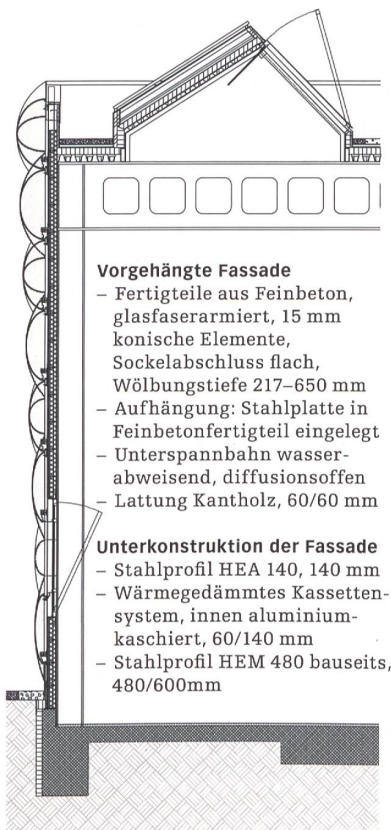 Vorgehängte Fassade
– Fertigteile aus Feinbeton,
glasfaserarmiert, 15 mm
konische Elemente,
Sockelabschluss flach,
Wölbungstiefe 217–650 mm
– Aufhängung: Stahlplatte in
Feinbetonfertigteil eingelegt
– Unterspannbahn wasser-
abweisend, diffusionsoffen
– Lattung Kantholz, 60/60 mm
Unterkonstruktion der Fassade
– Stahlprofil HEA 140, 140 mm
– Wärmegedämmtes Kassetten-
system, innen aluminium-
kaschiert, 60/140 mm
– Stahlprofil HEM 480 bauseits,
480/600mm